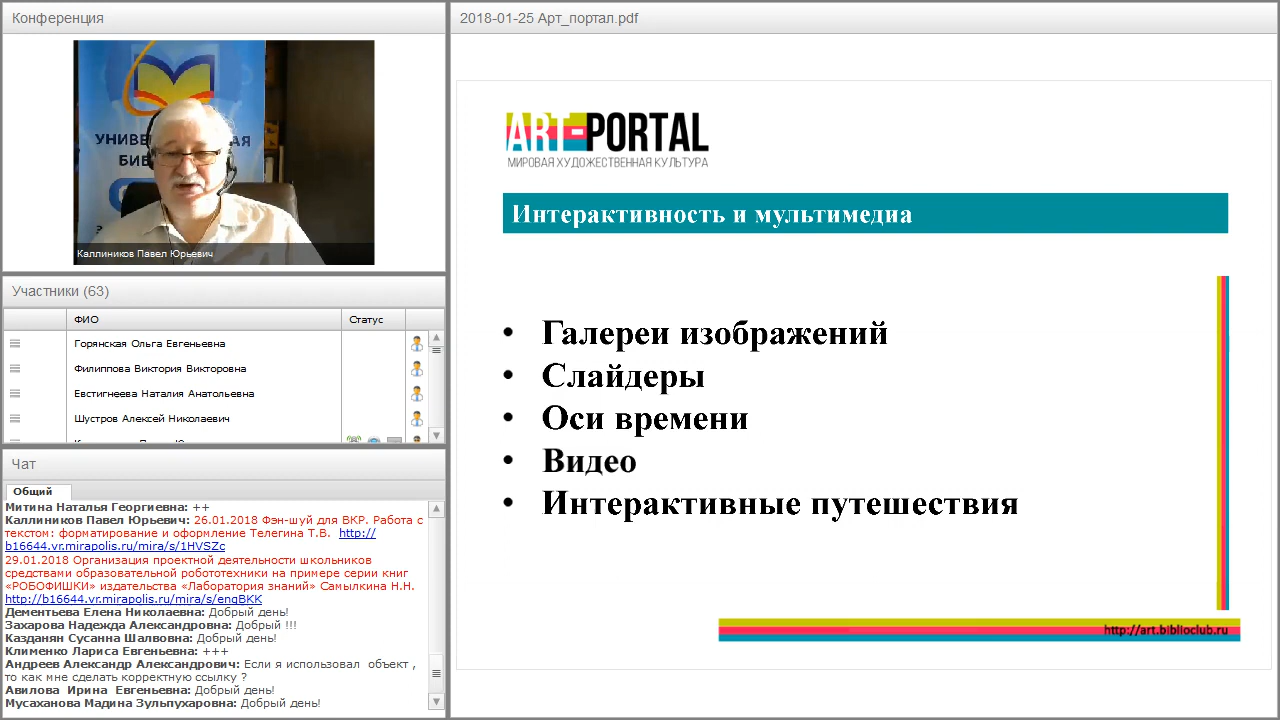 Конференция
УНИВЕ
АЯ
БИБ
Каллиников Павел Юрьевич
Участники (63)
ФИО Статус
Горянская Ольга Евгеньевна
Филиппова Виктория Викторовна
Евстигнеева Наталия Анатольевна
Шустров Алексей Николаевич
Чат
Общий
Митина Наталья Георгиевна: ++
Каллиников Павел Юрьевич: 26.01.2018 Фэн-шуй для ВКР. Работа с
текстом: форматирование и оформление Телегина Т.В. http://
b16644.vr.mirapolis.ru/mira/s/1HVSZc
29.01.2018 Организация проектной деятельности школьников
средствами образовательной робототехники на примере серии книг
«РОБОФИШКИ» издательства «Лаборатория знаний» Самылкина Н.Н.
http://b16644.vr.mirapolis.ru/mira/s/enqBKK
Дементьева Елена Николаевна: Добрый день!
Захарова Надежда Александровна: Добрый !!!
Казданян Сусанна Шалвовна: Добрый день!
Клименко Лариса Евгеньевна: +++
Андреев Александр Александрович: Если я использовал объект ,
то как мне сделать корректную ссылку ?
Авилова Ирина Евгеньевна: Добрый день!
Мусаханова Мадина Зульпухаровна: Добрый день!
2018-01-25 Арт_портал.pdf
ART-PORTAL
МИРОВАЯ ХУДОЖЕСТВЕННАЯ КУЛЬТУРА
Интерактивность и мультимедиа
• Галереи изображений
• Слайдеры
• Оси времени
• Видео
• Интерактивные путешествия
http://art.biblioclub.ru